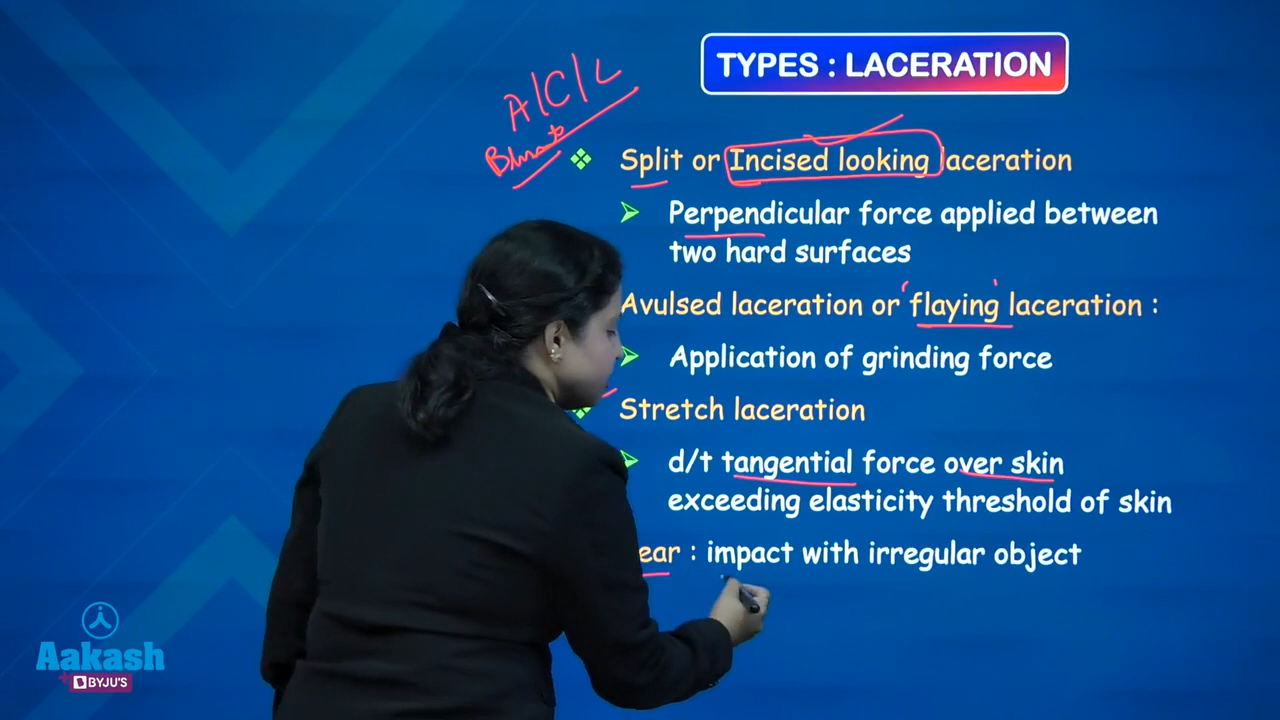 TYPES : LACERATION
A/C/L
Blunt
Split or Incised looking laceration
Perpendicular force applied between
two hard surfaces
Avulsed laceration or 'flaying' laceration :
Application of grinding force
Stretch laceration
d/t tangential force over skin
exceeding elasticity threshold of skin
ear : impact with irregular object
Aakash
+ BYJU'S